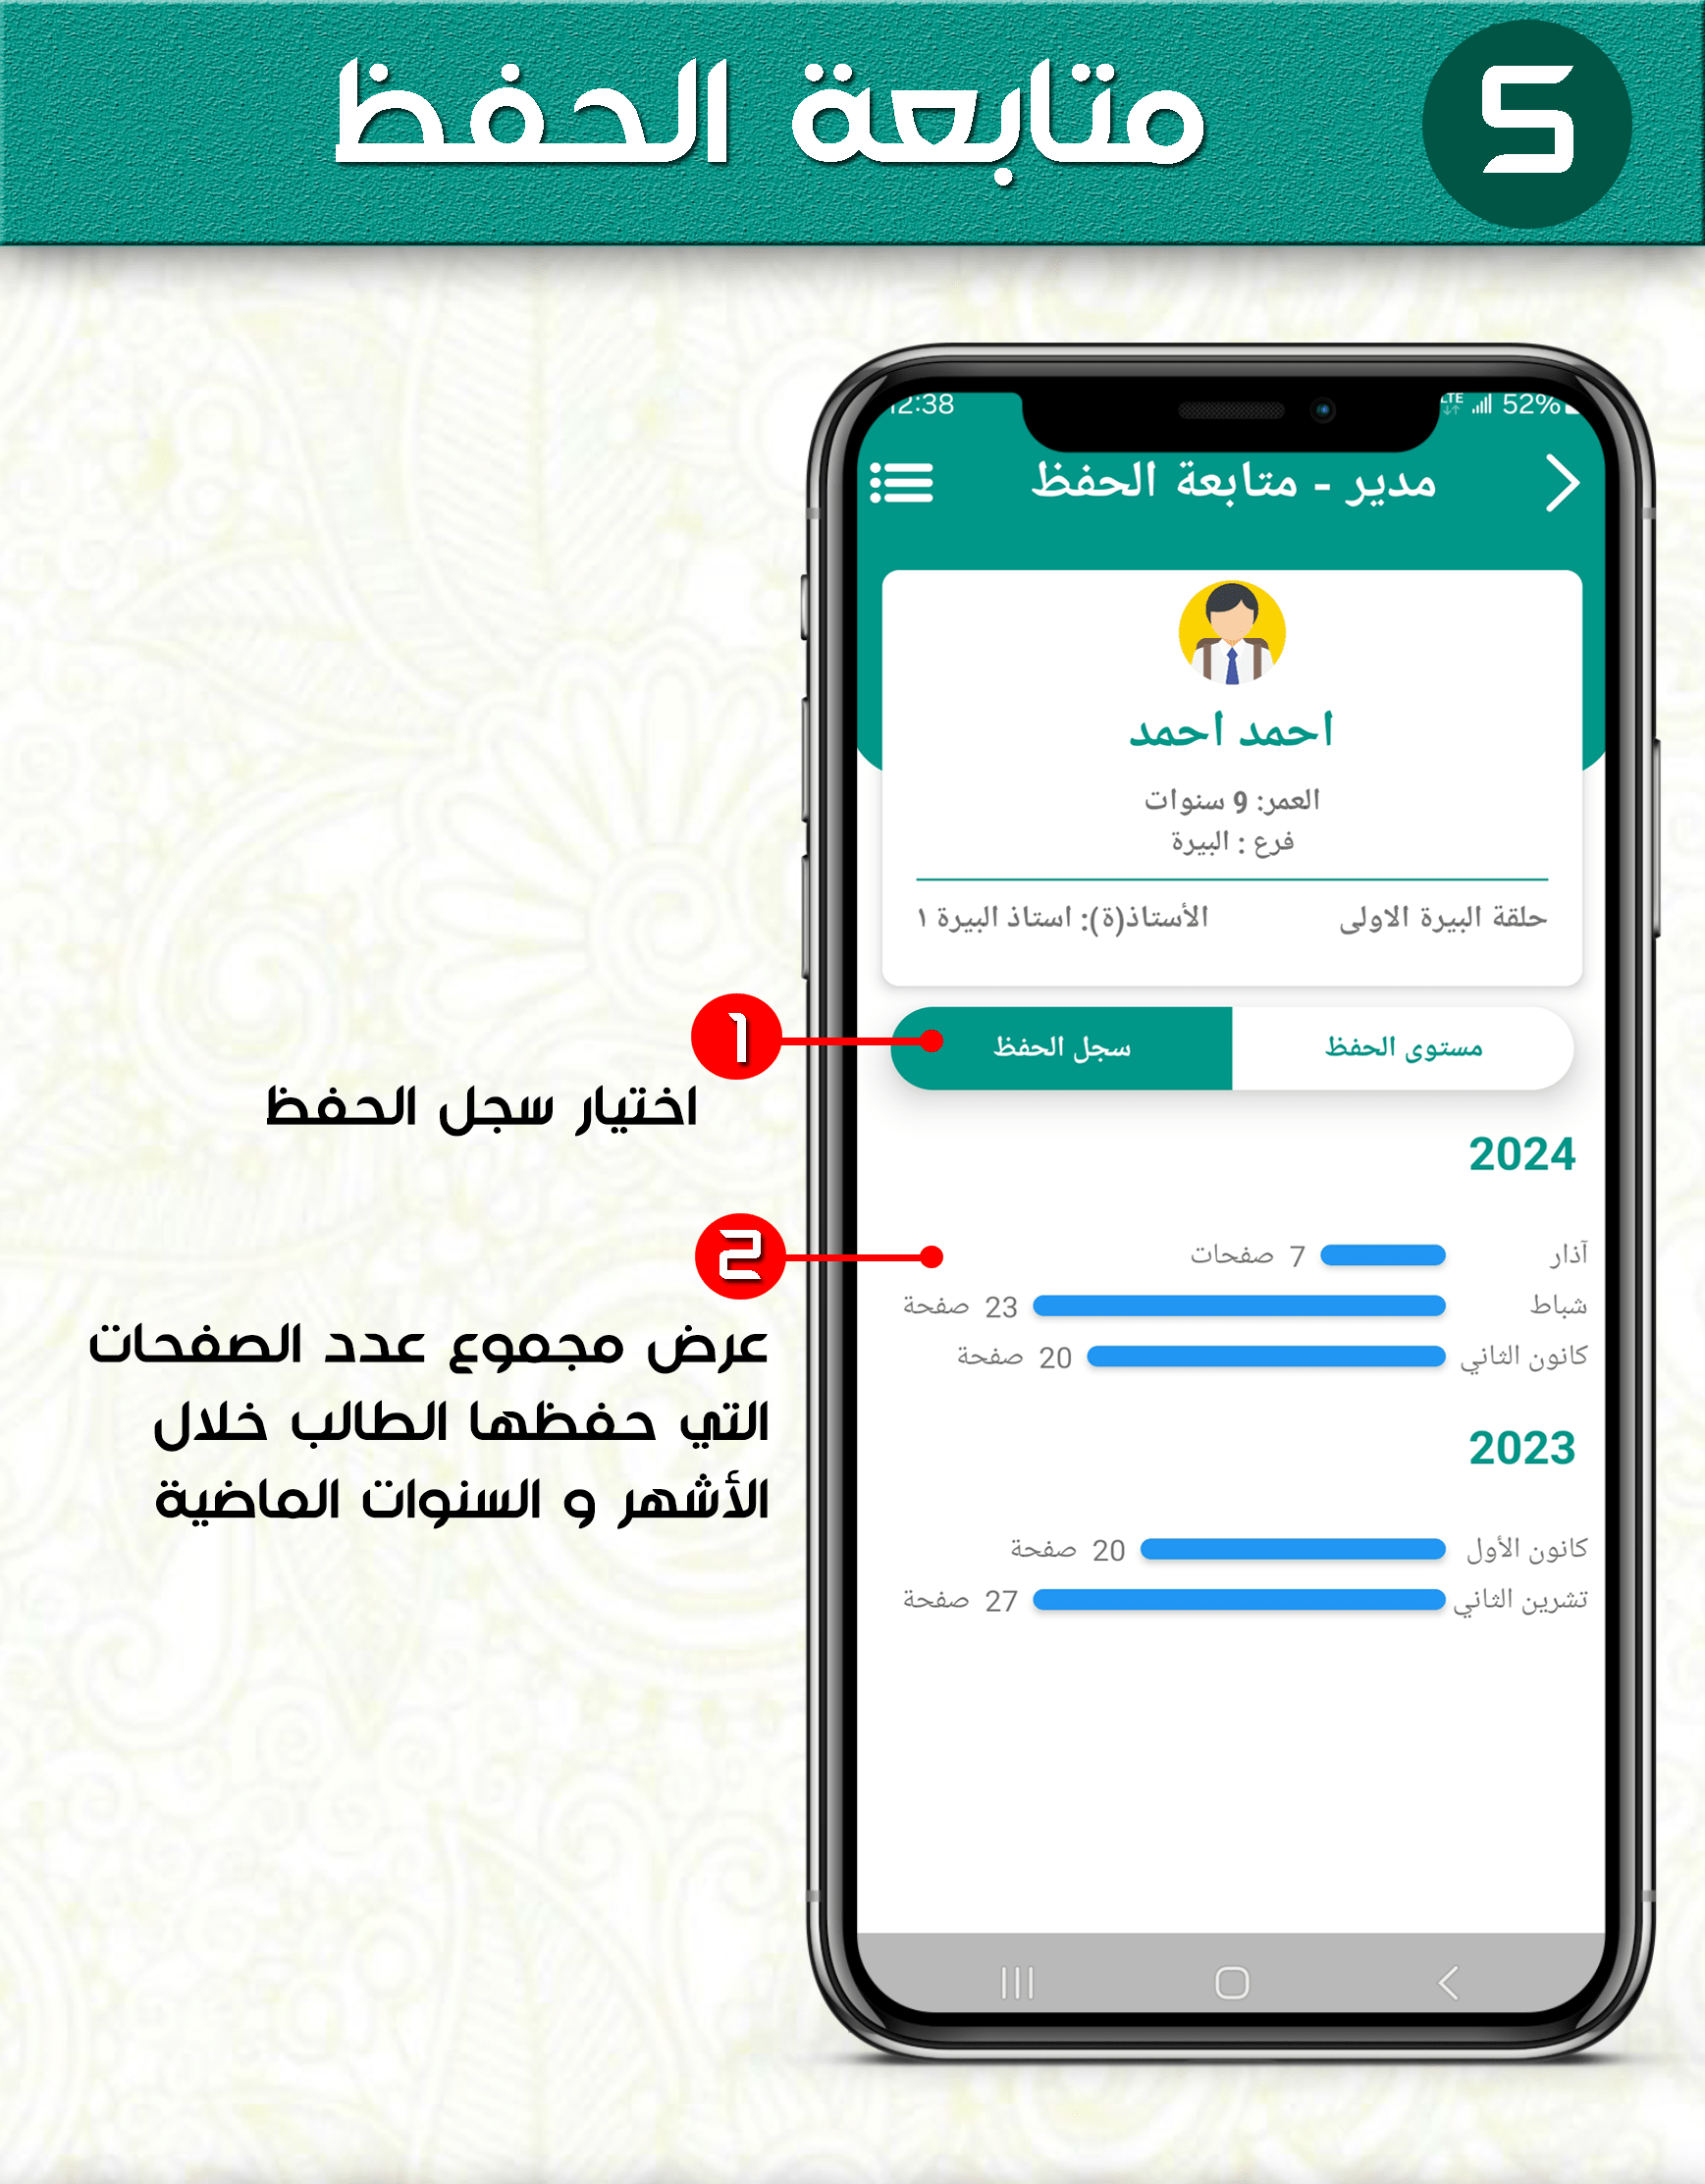 5
متابعة الحفظ
12:38
LTE 52%
مدير - متابعة الحفظ
احمد احمد
العمر: 9 سنوات
فرع : البيرة
حلقة البيرة الاولى
الأستاذ(ة): استاذ البيرة ١
مستوى الحفظ
سجل الحفظ
1
اختيار سجل الحفظ
2024
آذار 7 صفحات
شباط 23 صفحة
كانون الثاني 20 صفحة
2
عرض مجموع عدد الصفحات
التي حفظها الطالب خلال
الأشهر و السنوات الماضية
2023
كانون الأول 20 صفحة
تشرين الثاني 27 صفحة